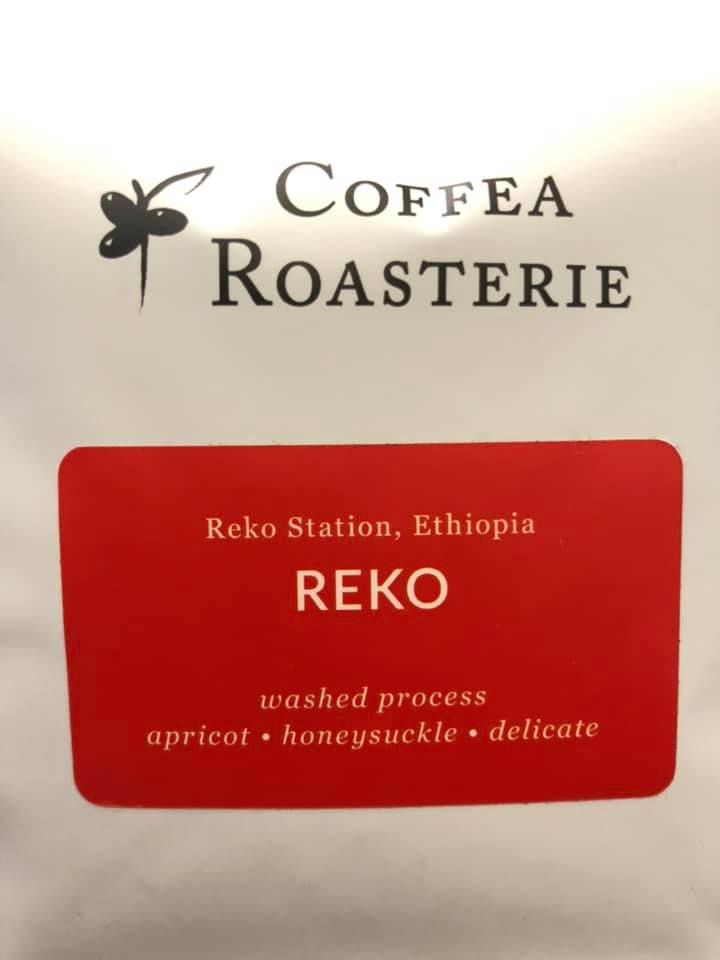 COFFEA
ROASTERIE
Reko Station, Ethiopia
REKO
washed process
apricot • honeysuckle • delicate